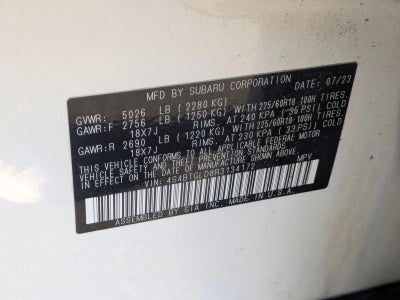 MFD BY SUBARU CORPORATION DATE 07/23
GVWR: 5026 LB ( 2280 KG)
GAWR:F 2756 LB ( 1250 KG) WITH 225/60R18 100H TIRES,
18X7J RIMS, AT 240 KPA ( 35 PSI) COLD
GAWR:R 2690 LB ( 1220 KG) WITH 225/60R18 100H TIRES,
18X7J RIMS, AT 230 KPA ( 33 PSI) COLD
THIS VEHICLE CONFORMS TO ALL APPLICABLE FEDERAL MOTOR
VEHICLE SAFETY AND BUMPER STANDARDS IN EFFECT ON THE
DATE OF MANUFACTURE SHOWN ABOVE.
VIN: 4S4BTGLD8R3134172 MPV
ASSEMBLED BY SIA INC. IN U.S.A.